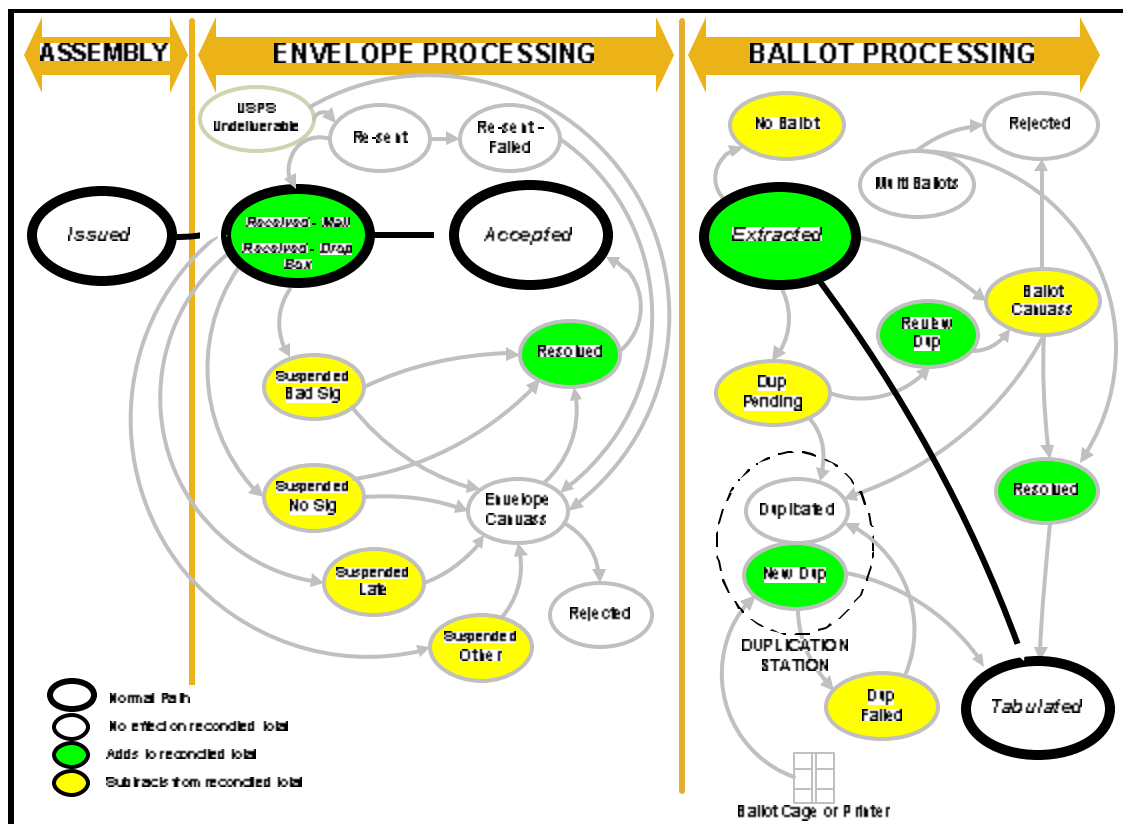 ASSEMBLY
ENVELOPE PROCESSING
BALLOT PROCESSING
USPS
Undeliverable
Re-sent
Re-sent -
Failed
No Ballot
Rejected
Multi Ballots
Issued
Received - Mail
Received - Drop
Box
Accepted
Extracted
Ballot
Canvass
Review
Dup
Resolved
Suspended
Bad Sig
Dup
Pending
Suspended
No Sig
Envelope
Canvass
Resolved
Duplicated
New Dup
Suspended
Late
Rejected
Suspended
Other
DUPLICATION
STATION
Dup
Failed
Tabulated
Normal Path
No effect on reconciled total
Adds to reconciled total
Subtracts from reconciled total
Ballot Cage or Printer